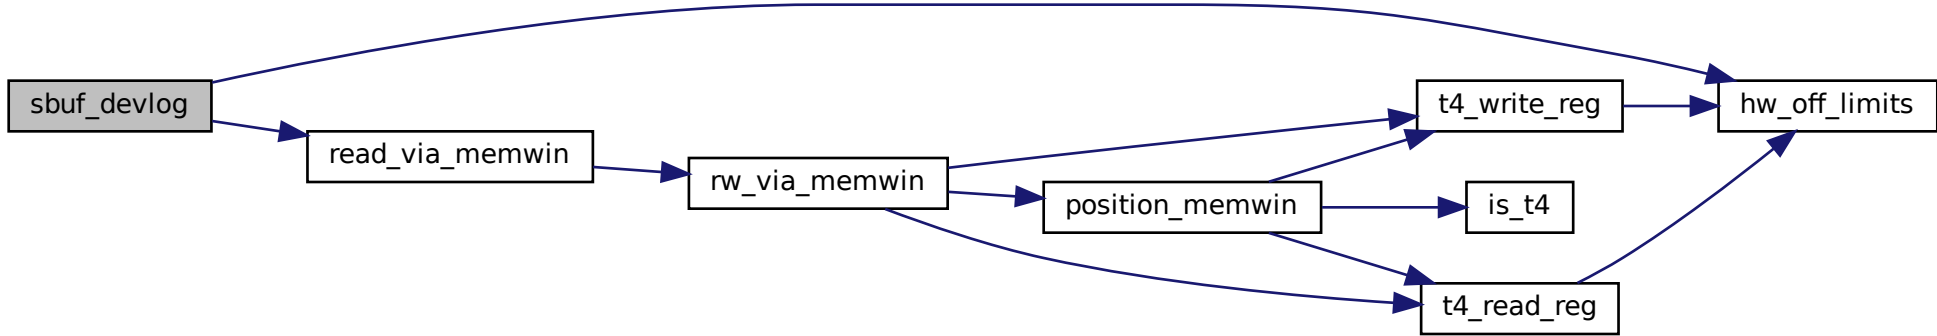 sbuf_devlog
read_via_memwin
rw_via_memwin
position_memwin
t4_write_reg
is_t4
t4_read_reg
hw_off_limits